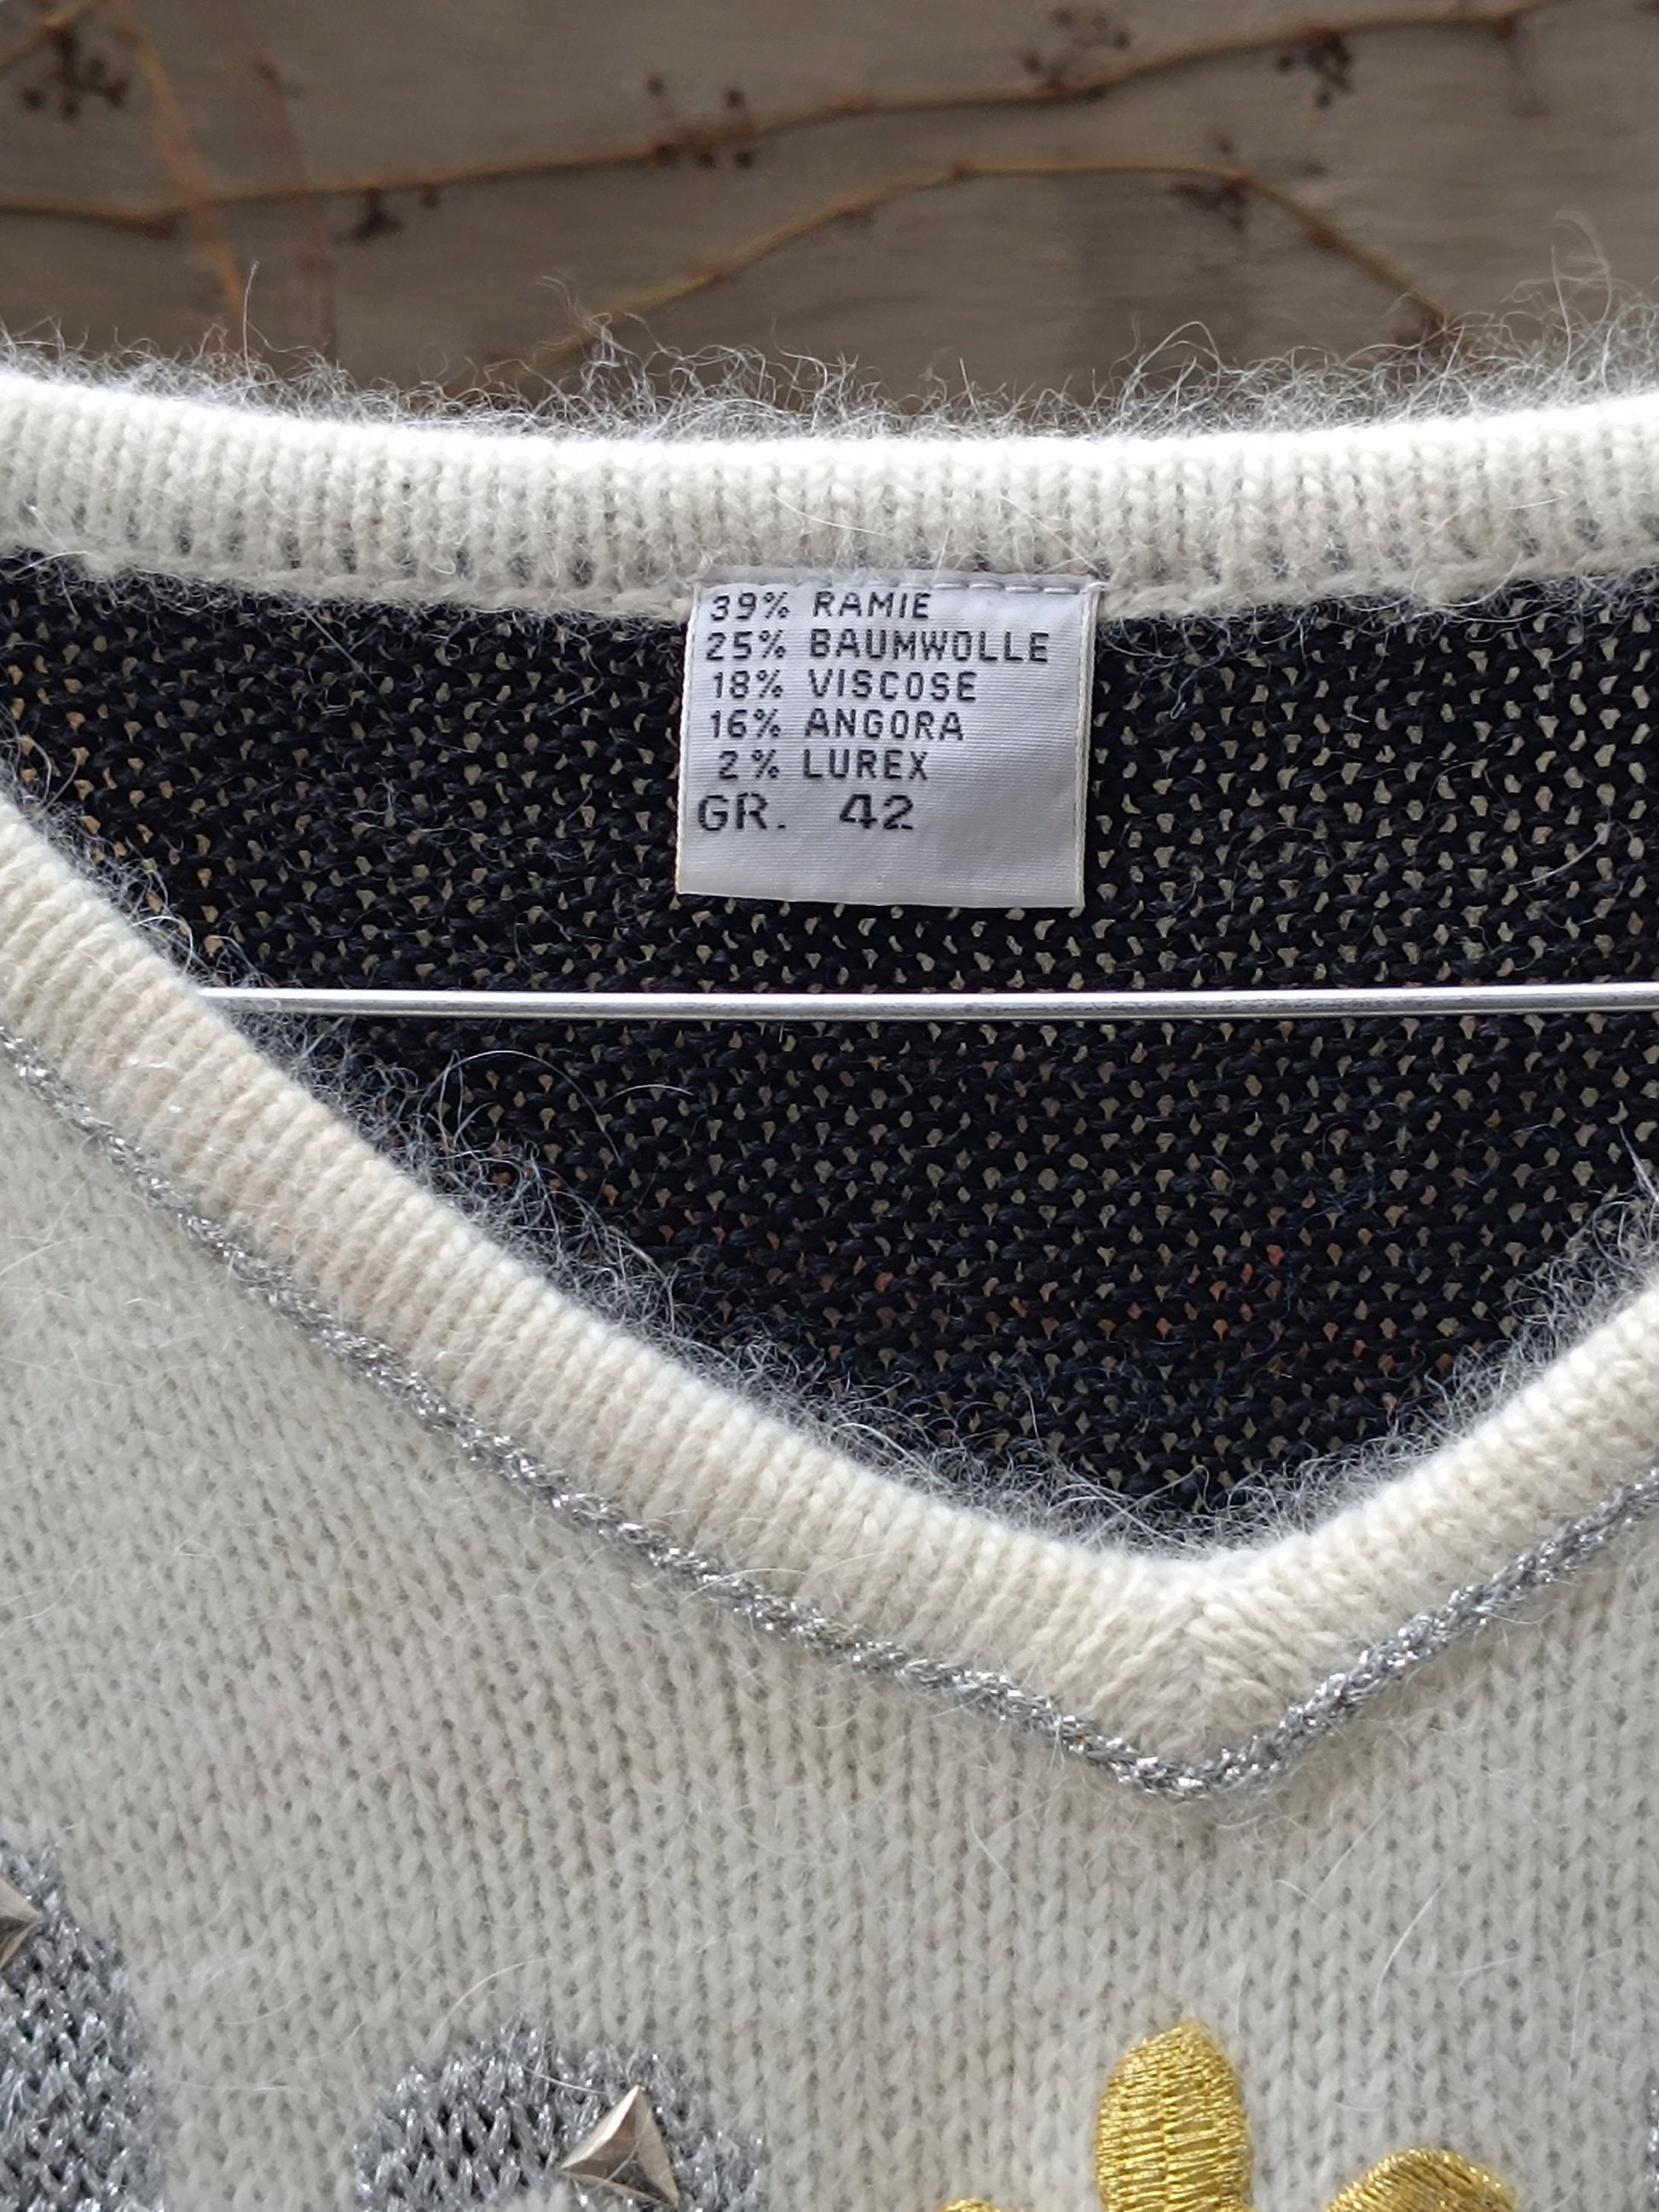 39% RAMIE
25% BAUMWOLLE
18% VISCOSE
16% ANGORA
2% LUREX
GR. 42